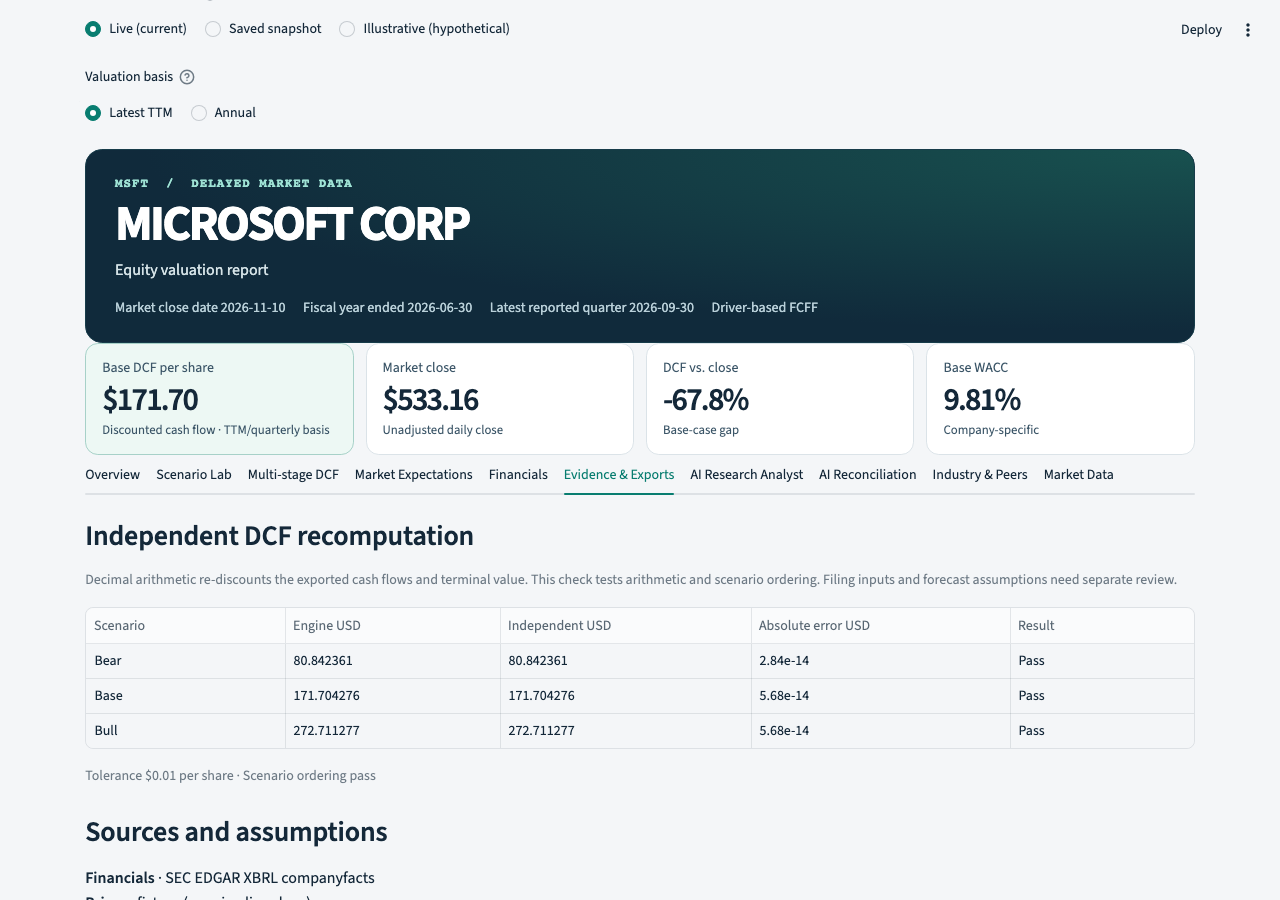 Live (current) Saved snapshot Illustrative (hypothetical)
Deploy
Valuation basis
Latest TTM Annual
MSFT / DELAYED MARKET DATA
MICROSOFT CORP
Equity valuation report
Market close date 2026-11-10 Fiscal year ended 2026-06-30 Latest reported quarter 2026-09-30 Driver-based FCFF
Base DCF per share
$171.70
Discounted cash flow · TTM/quarterly basis
Market close
$533.16
Unadjusted daily close
DCF vs. close
-67.8%
Base-case gap
Base WACC
9.81%
Company-specific
Overview Scenario Lab Multi-stage DCF Market Expectations Financials Evidence & Exports AI Research Analyst AI Reconciliation Industry & Peers Market Data
Independent DCF recomputation
Decimal arithmetic re-discounts the exported cash flows and terminal value. This check tests arithmetic and scenario ordering. Filing inputs and forecast assumptions need separate review.
Scenario Engine USD Independent USD Absolute error USD Result
Bear 80.842361 80.842361 2.84e-14 Pass
Base 171.704276 171.704276 5.68e-14 Pass
Bull 272.711277 272.711277 5.68e-14 Pass
Tolerance $0.01 per share · Scenario ordering pass
Sources and assumptions
Financials · SEC EDGAR XBRL companyfacts